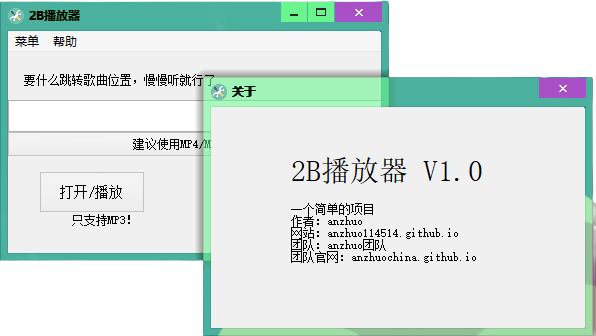 2B播放器
菜单 帮助
要什么跳转歌曲位置，慢慢听就行了
建议使用MP4/M
打开/播放
只支持MP3!
关于
2B播放器 V1.0
一个简单的项目
作者: anzhuo
网站: anzhuo114514.github.io
团队: anzhuo团队
团队官网: anzhuochina.github.io